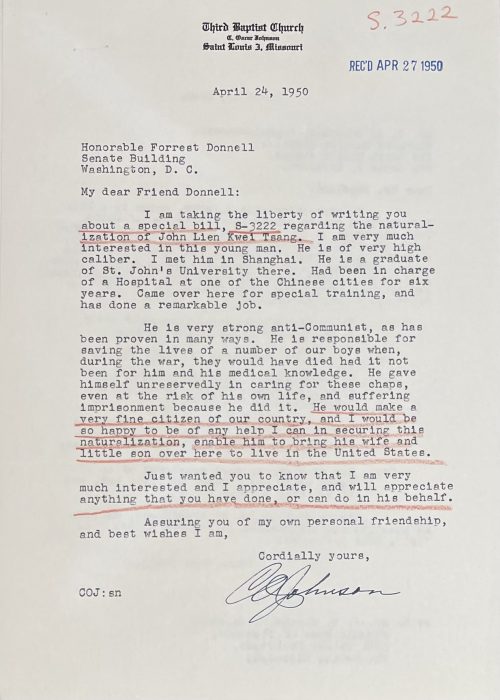 Third Baptist Church
C. Oscar Johnson
Saint Louis 3, Missouri
S. 3222
REC'D APR 27 1950
April 24, 1950
Honorable Forrest Donnell
Senate Building
Washington, D. C.
My dear Friend Donnell:
I am taking the liberty of writing you
about a special bill, S-3222 regarding the natural-
ization of John Lien Kwei Tsang. I am very much
interested in this young man. He is of very high
caliber. I met him in Shanghai. He is a graduate
of St. John's University there. Had been in charge
of a Hospital at one of the Chinese cities for six
years. Came over here for special training, and
has done a remarkable job.
He is very strong anti-Communist, as has
been proven in many ways. He is responsible for
saving the lives of a number of our boys when,
during the war, they would have died had it not
been for him and his medical knowledge. He gave
himself unreservedly in caring for these chaps,
even at the risk of his own life, and suffering
imprisonment because he did it. He would make a
very fine citizen of our country, and I would be
so happy to be of any help I can in securing this
naturalization, enable him to bring his wife and
little son over here to live in the United States.
Just wanted you to know that I am very
much interested and I appreciate, and will appreciate
anything that you have done, or can do in his behalf.
Assuring you of my own personal friendship,
and best wishes I am,
Cordially yours,
COJohnson
COJ:sn